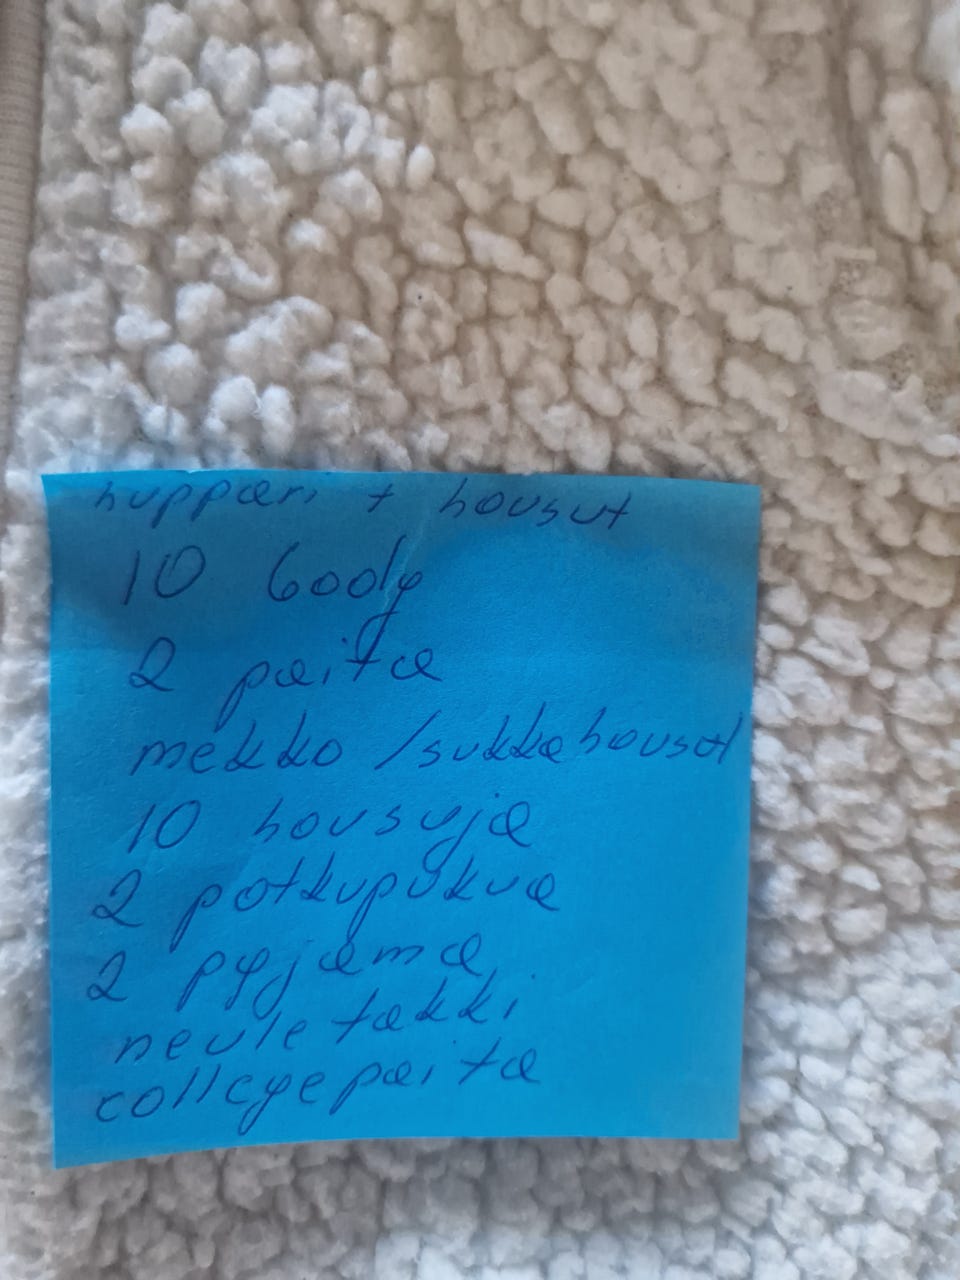 huppari + housut
10 body
2 paita
mekko /sukkahousut
10 housuja
2 potkupukua
2 pyjama
neuletakki
collegepaita